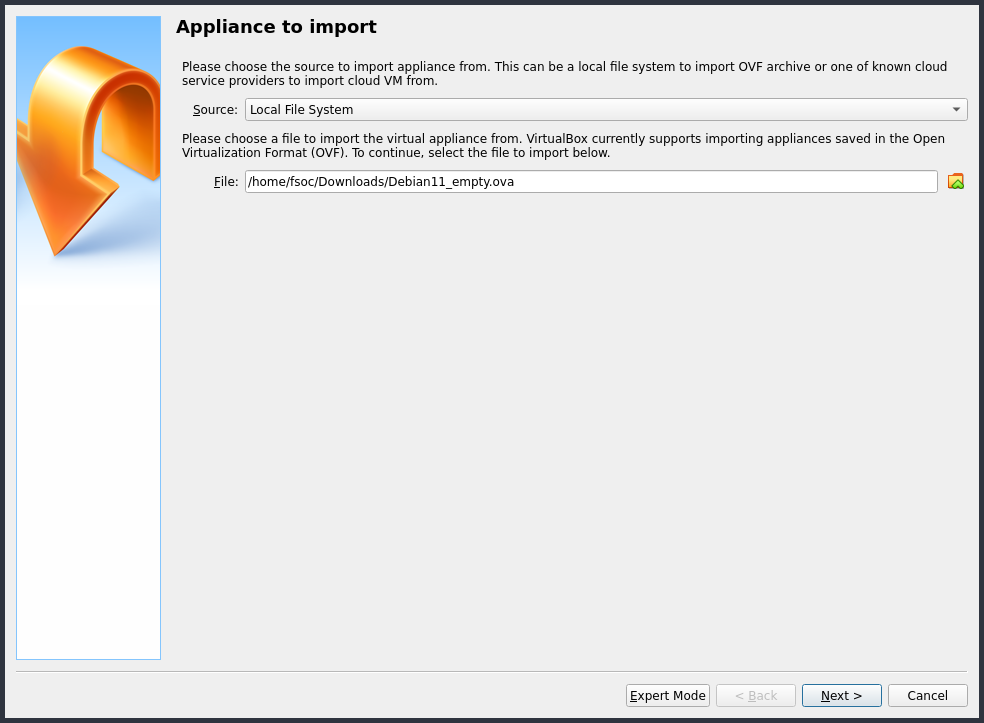 Appliance to import
Please choose the source to import appliance from. This can be a local file system to import OVF archive or one of known cloud
service providers to import cloud VM from.
Source: Local File System
Please choose a file to import the virtual appliance from. VirtualBox currently supports importing appliances saved in the Open
Virtualization Format (OVF). To continue, select the file to import below.
File: /home/fsoc/Downloads/Debian11_empty.ova
Expert Mode < Back Next > Cancel